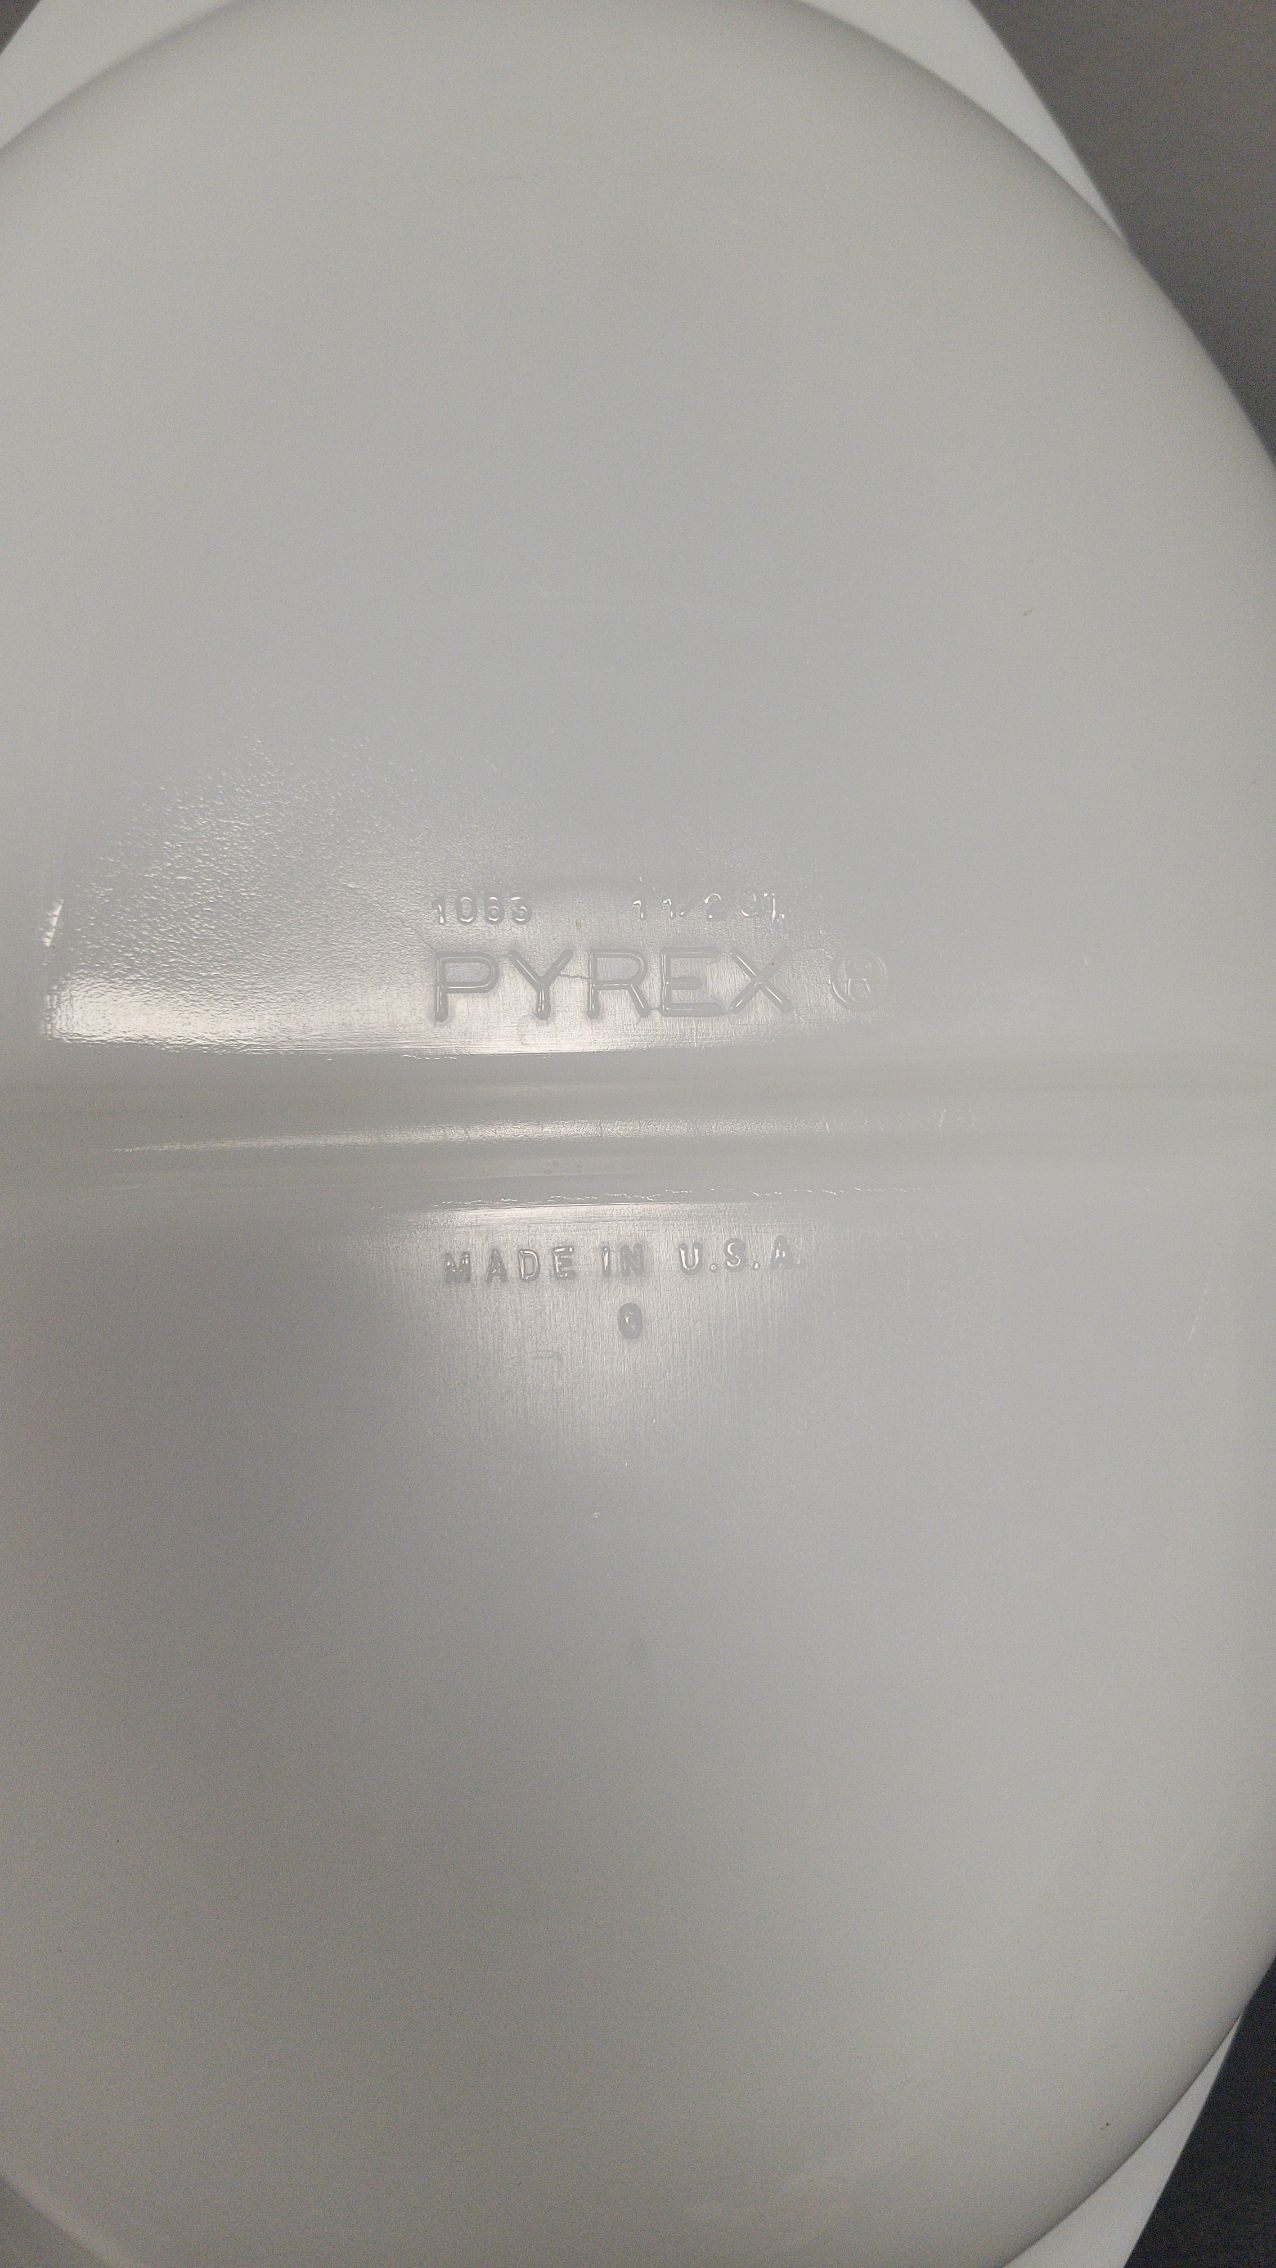 1063 1 1/2 QT.
PYREX ®
MADE IN U.S.A.